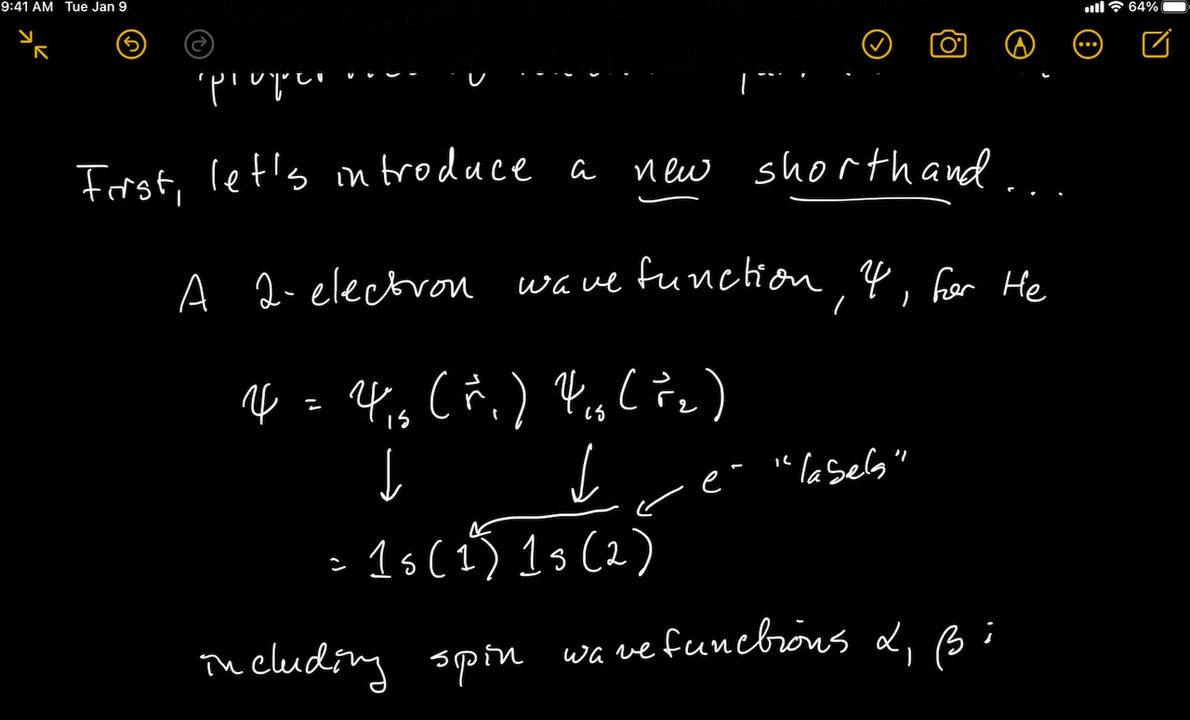 9:41 AM Tue Jan 9 64%
First, let's introduce a new shorthand...
A 2-electron wavefunction, Ψ, for He
Ψ = Ψ₁ₛ(r⃗₁) Ψ₁ₛ(r⃗₂)
↓ ↓ e⁻ "labels"
= 1s(1) 1s(2)
including spin wavefunctions α, β :